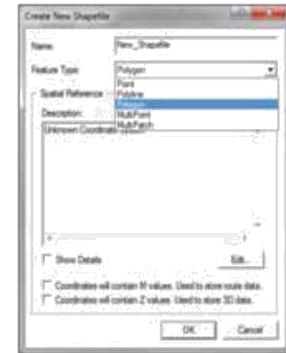 Create New Shapefile
Name: New_Shapefile
Feature Type: Polygon
Point
Polyline
Spatial Reference
Polygon
Description:
MultiPoint
MultiPatch
Unknown Coordinate
Show Details
Edit...
Coordinates will contain M values. Used to store route data.
Coordinates will contain Z values. Used to store 3D data.
OK
Cancel